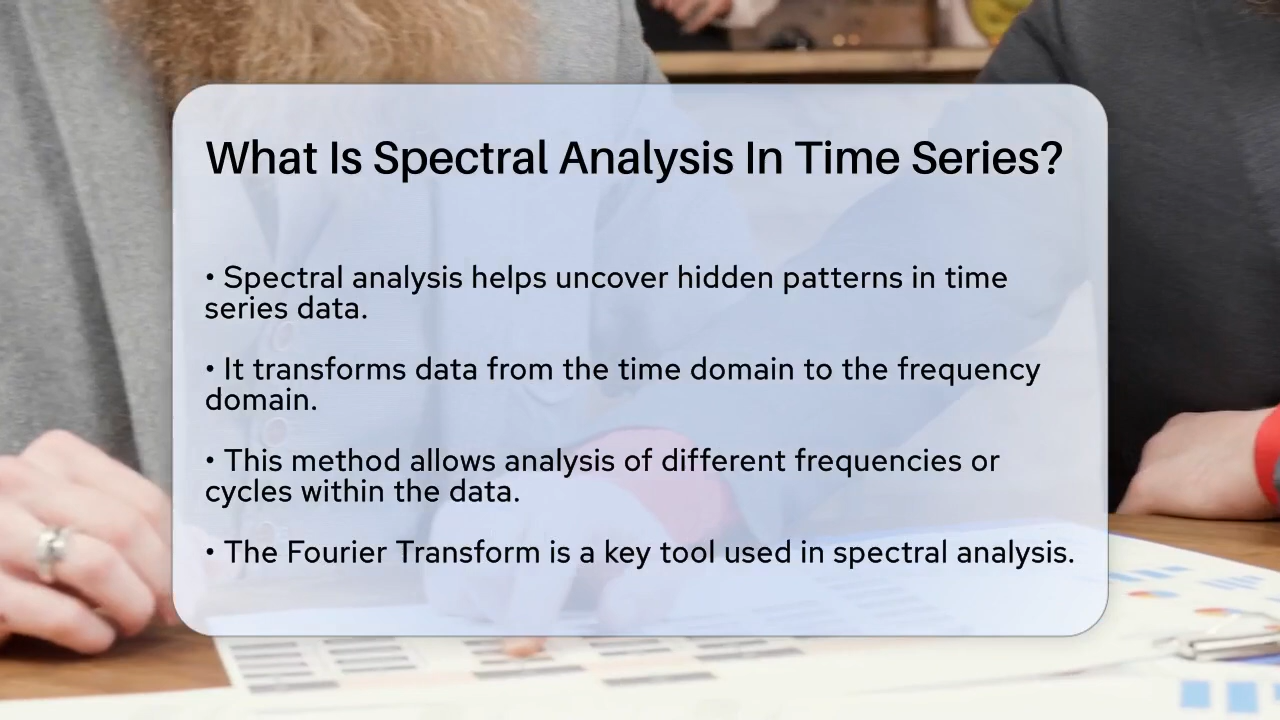 What Is Spectral Analysis In Time Series?
• Spectral analysis helps uncover hidden patterns in time
series data.
• It transforms data from the time domain to the frequency
domain.
• This method allows analysis of different frequencies or
cycles within the data.
• The Fourier Transform is a key tool used in spectral analysis.